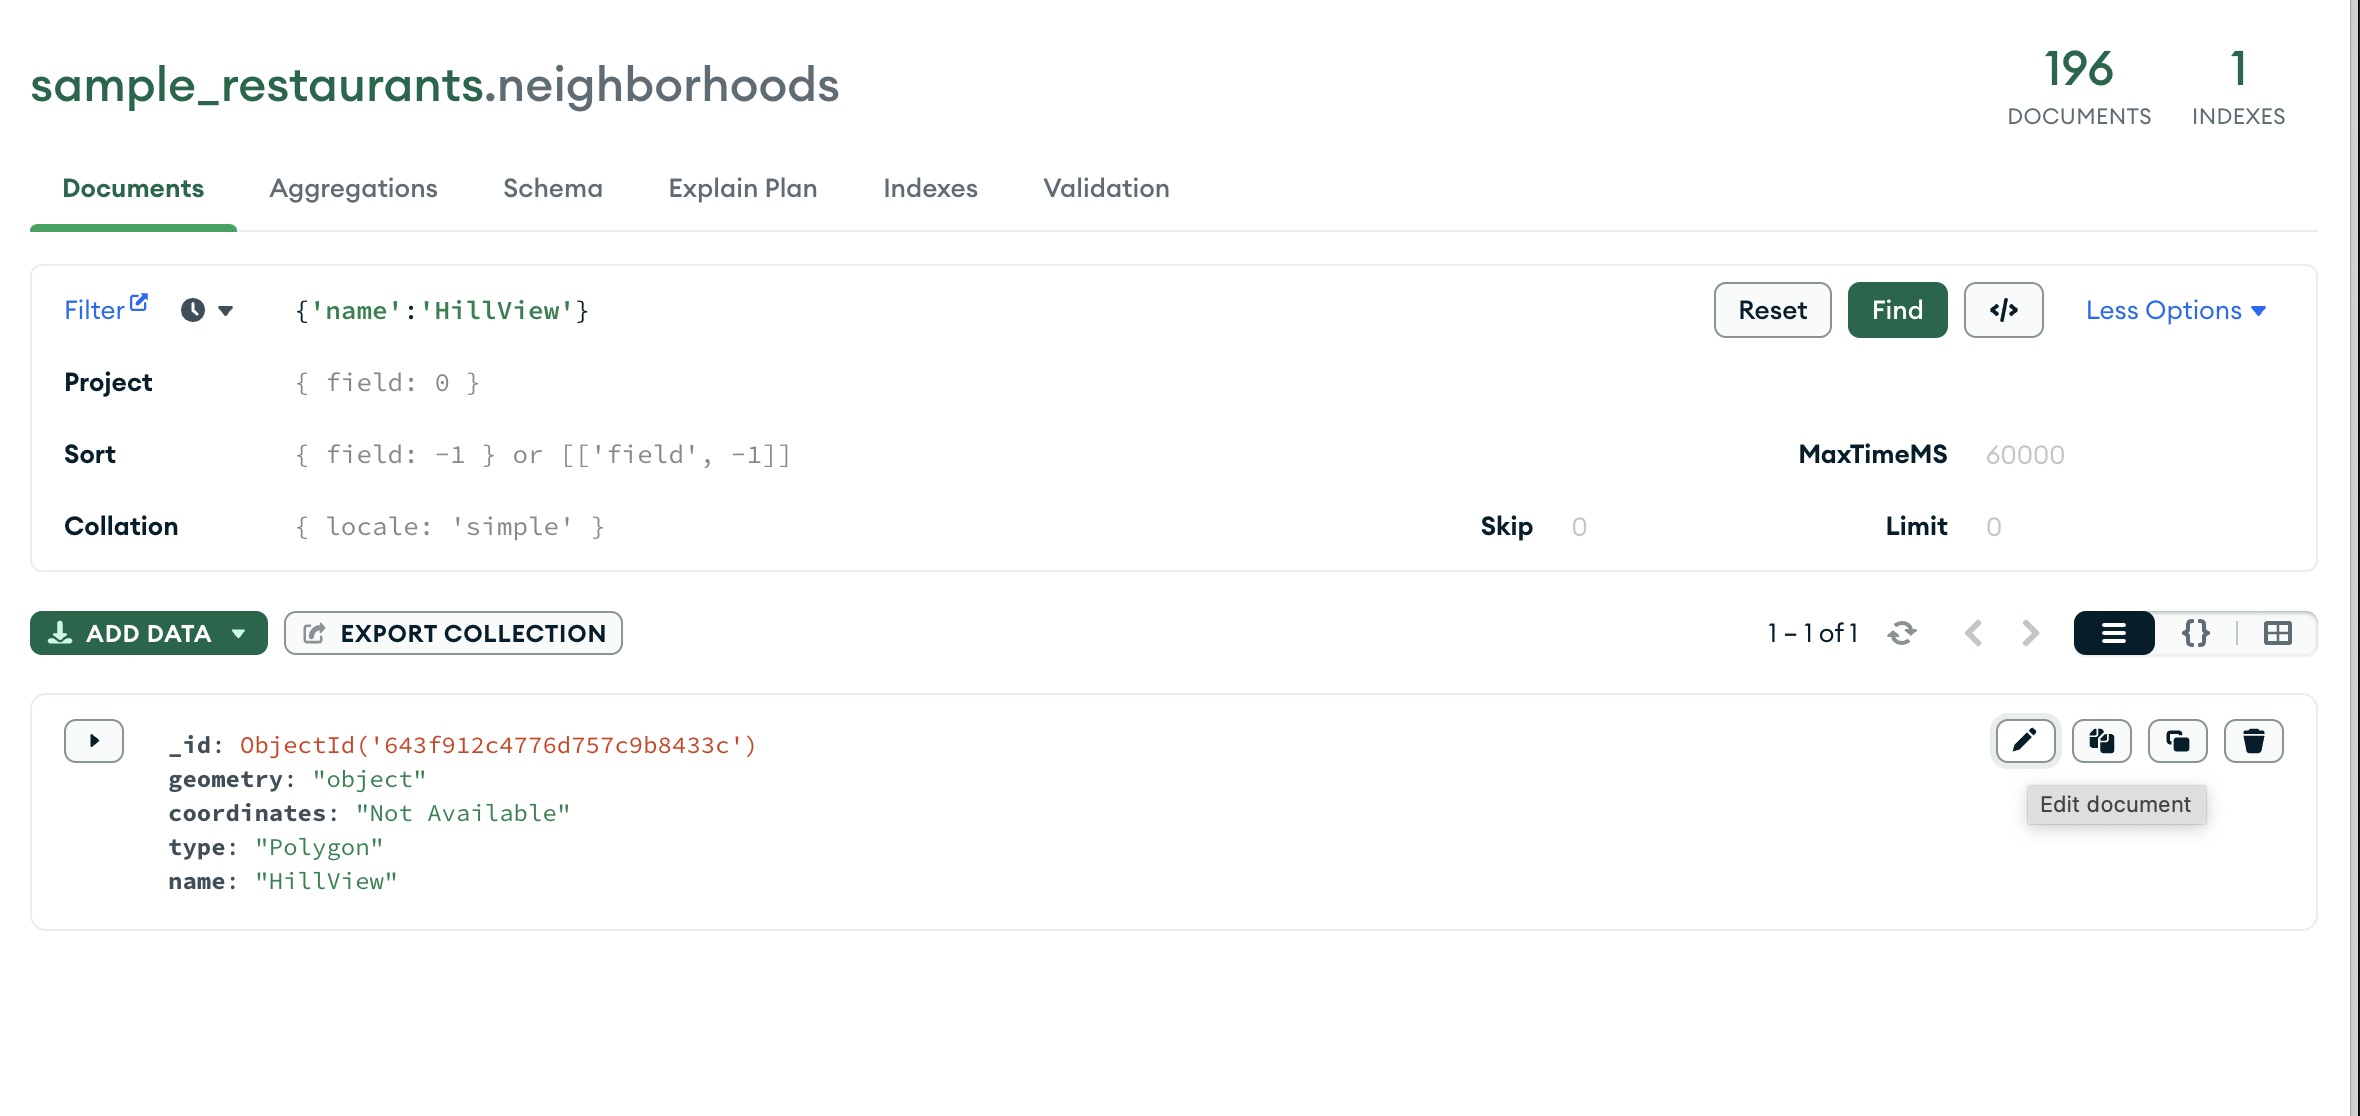 sample_restaurants.neighborhoods
196
DOCUMENTS
1
INDEXES
Documents Aggregations Schema Explain Plan Indexes Validation
Filter {'name':'HillView'} Reset Find </> Less Options
Project { field: 0 }
Sort { field: -1 } or [['field', -1]] MaxTimeMS 60000
Collation { locale: 'simple' } Skip 0 Limit 0
ADD DATA EXPORT COLLECTION 1 – 1 of 1 {}
_id: ObjectId('643f912c4776d757c9b8433c')
geometry: "object"
coordinates: "Not Available"
type: "Polygon"
name: "HillView"
Edit document